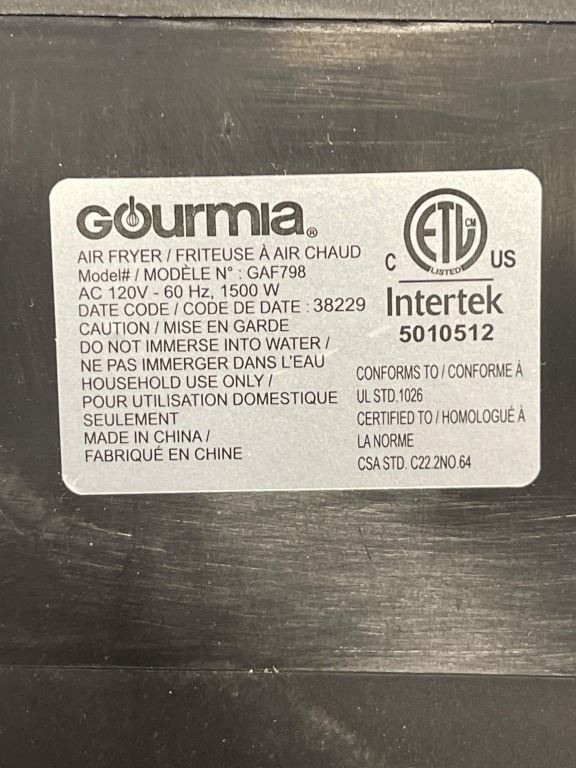 Gourmia®
AIR FRYER / FRITEUSE À AIR CHAUD
Model# / MODÈLE N° : GAF798
AC 120V - 60 Hz, 1500 W
DATE CODE / CODE DE DATE : 38229
CAUTION / MISE EN GARDE
DO NOT IMMERSE INTO WATER /
NE PAS IMMERGER DANS L'EAU
HOUSEHOLD USE ONLY /
POUR UTILISATION DOMESTIQUE
SEULEMENT
MADE IN CHINA /
FABRIQUÉ EN CHINE
ETL CM
LISTED
C US
Intertek
5010512
CONFORMS TO / CONFORME À
UL STD.1026
CERTIFIED TO / HOMOLOGUÉ À
LA NORME
CSA STD. C22.2NO.64